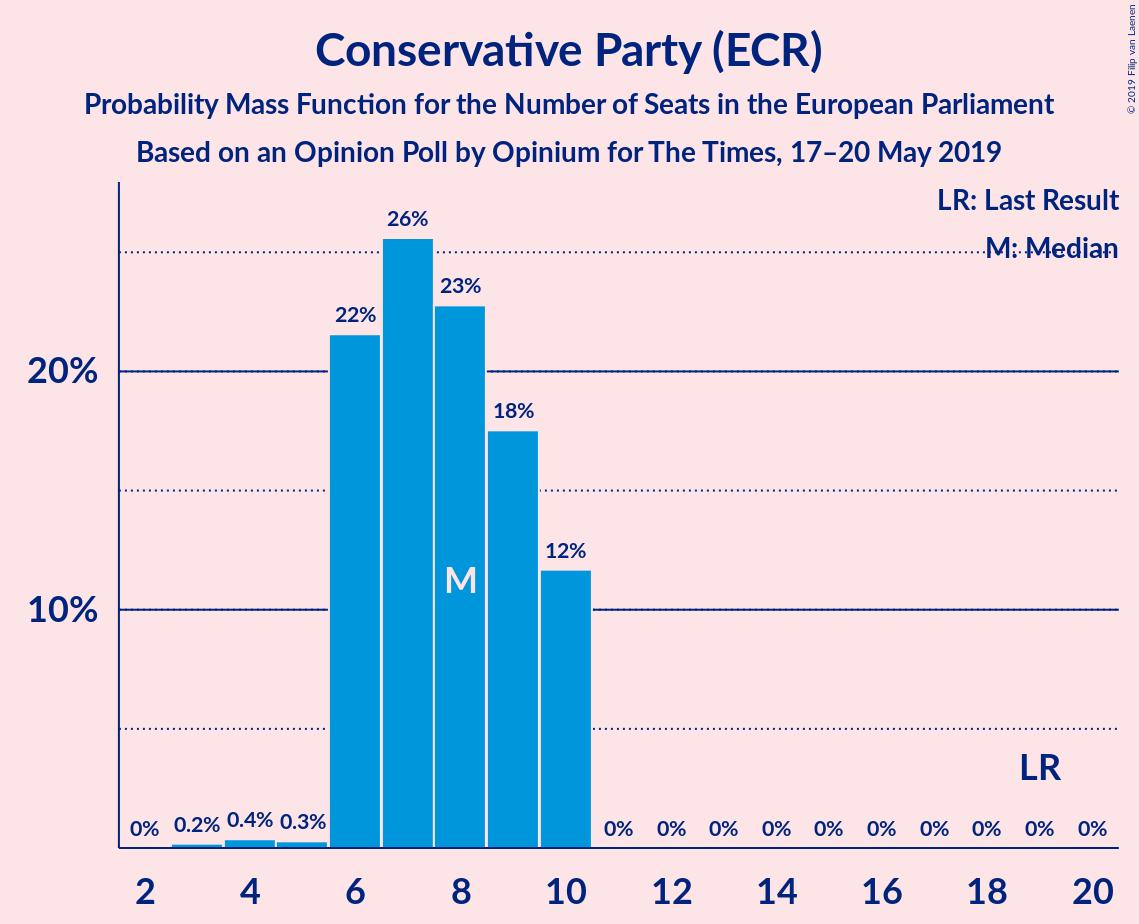 Conservative Party (ECR)
Probability Mass Function for the Number of Seats in the European Parliament
Based on an Opinion Poll by Opinium for The Times, 17–20 May 2019
© 2019 Filip van Laenen
LR: Last Result
M: Median
26%
23%
22%
20%
18%
12%
M
10%
LR
0% 0.2% 0.4% 0.3% 0% 0% 0% 0% 0% 0% 0% 0% 0% 0%
2 4 6 8 10 12 14 16 18 20